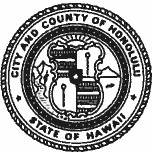 CITY AND COUNTY OF HONOLULU
STATE OF HAWAII